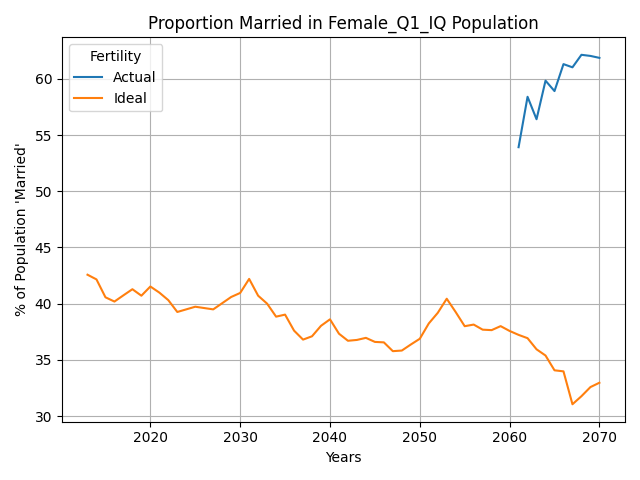 Proportion Married in Female_Q1_IQ Population
Fertility
Actual
Ideal
% of Population 'Married'
60
55
50
45
40
35
30
2020
2030
2040
2050
2060
2070
Years